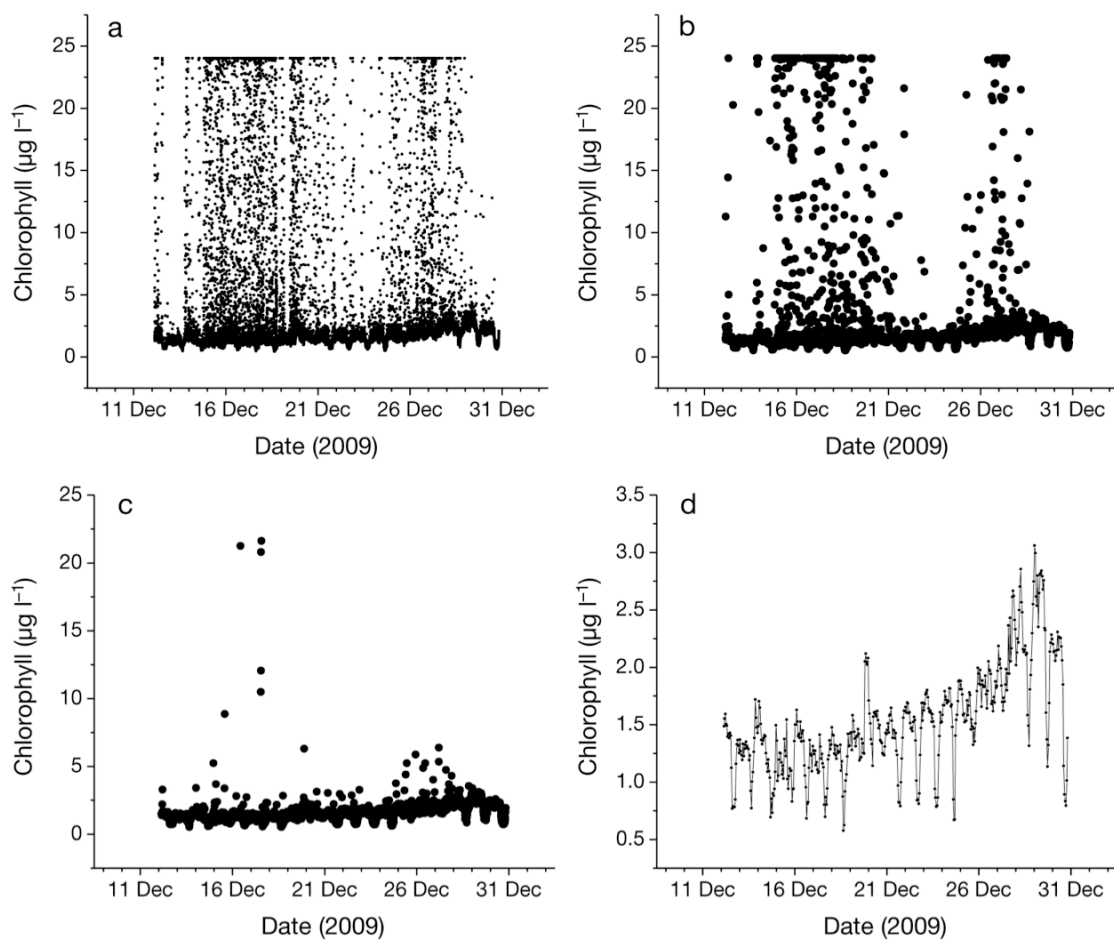 a
25
20
15
10
5
0
Chlorophyll (µg l⁻¹)
11 Dec 16 Dec 21 Dec 26 Dec 31 Dec
Date (2009)
b
25
20
15
10
5
0
Chlorophyll (µg l⁻¹)
11 Dec 16 Dec 21 Dec 26 Dec 31 Dec
Date (2009)
c
25
20
15
10
5
0
Chlorophyll (µg l⁻¹)
11 Dec 16 Dec 21 Dec 26 Dec 31 Dec
Date (2009)
d
3.5
3.0
2.5
2.0
1.5
1.0
0.5
Chlorophyll (µg l⁻¹)
11 Dec 16 Dec 21 Dec 26 Dec 31 Dec
Date (2009)